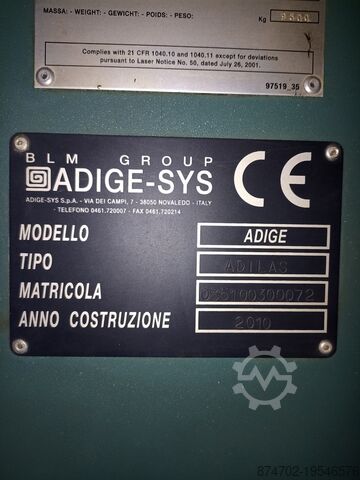 MASSA: - WEIGHT: - GEWICHT: - POIDS: - PESO:
Kg 9500
Complies with 21 CFR 1040.10 and 1040.11 except for deviations
pursuant to Laser Notice No. 50, dated July 26, 2001.
97519_35
BLM GROUP
ADIGE-SYS
CE
ADIGE-SYS S.p.A. - VIA DEI CAMPI, 7 - 38050 NOVALEDO - ITALY
- TELEFONO 0461.720007 - FAX 0461.720214
MODELLO ADIGE
TIPO ADILAS
MATRICOLA
ANNO COSTRUZIONE 2010
874702-19546576